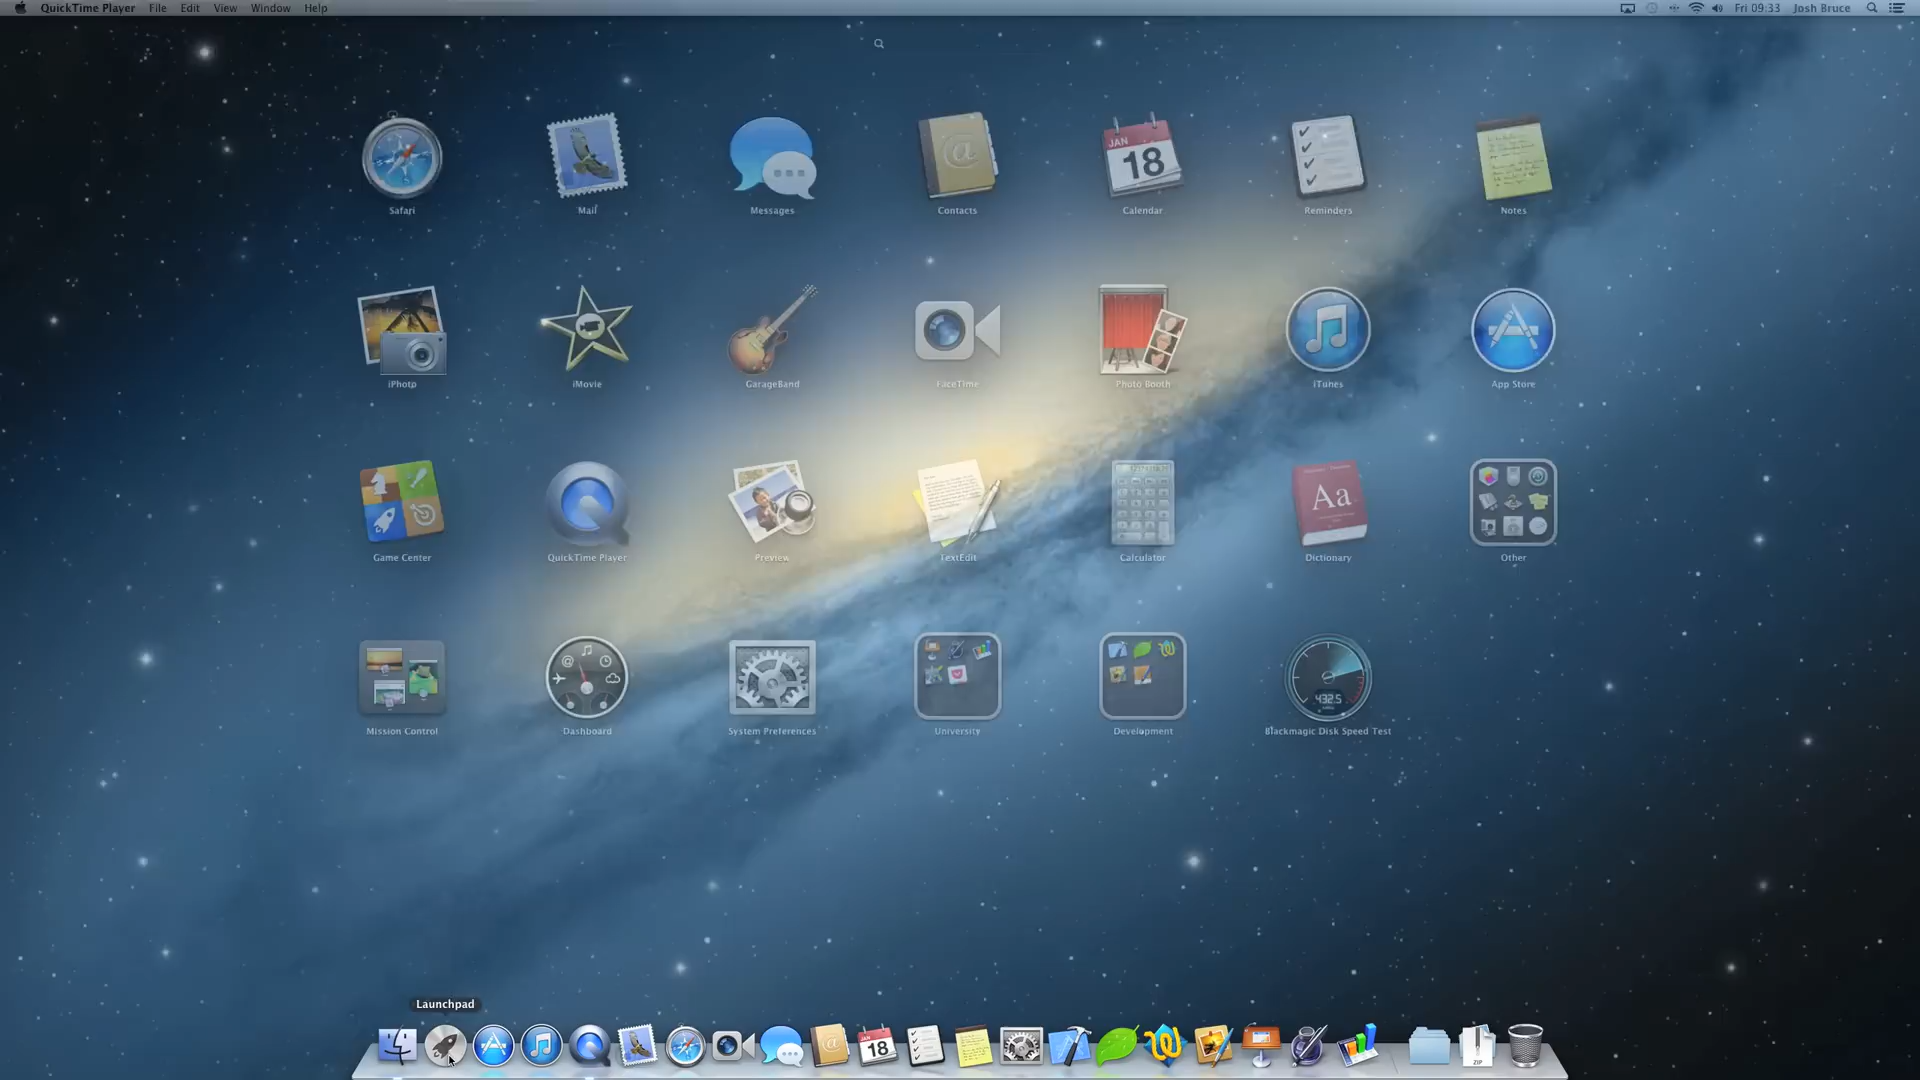 QuickTime Player File Edit View Window Help Fri 09:33 Josh Bruce
Safari Mail Messages Contacts Calendar Reminders Notes
JAN
18
iPhoto iMovie GarageBand FaceTime Photo Booth iTunes App Store
Game Center QuickTime Player Preview TextEdit Calculator Dictionary Other
Aa
Mission Control Dashboard System Preferences University Development Blackmagic Disk Speed Test
432.5
Launchpad
18
ZIP